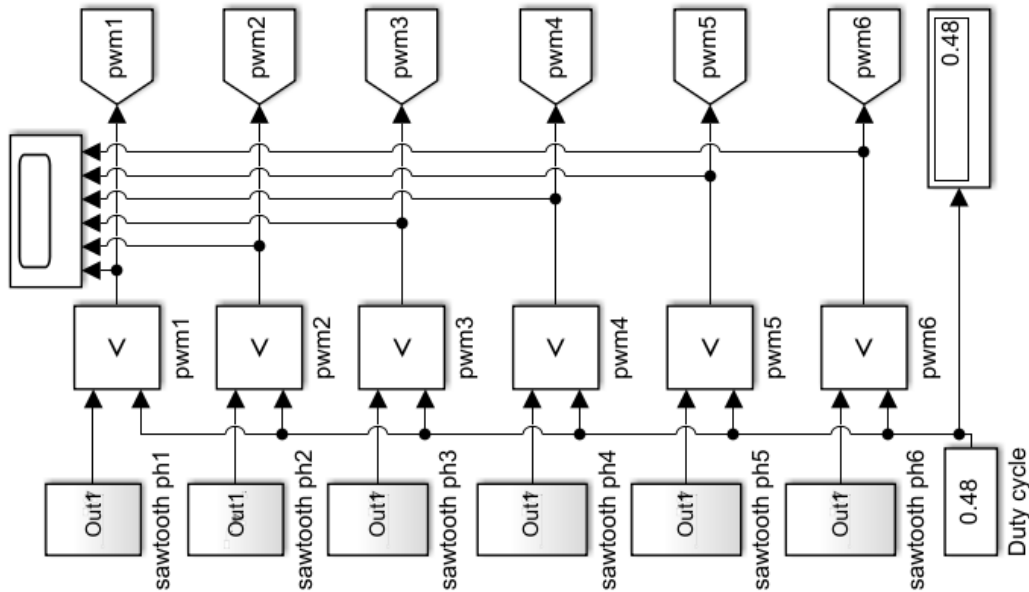 Out1
<
pwm1
sawtooth ph1
pwm1
Out1
<
pwm2
sawtooth ph2
pwm2
Out1
<
pwm3
sawtooth ph3
pwm3
Out1
<
pwm4
sawtooth ph4
pwm4
Out1
<
pwm5
sawtooth ph5
pwm5
Out1
<
pwm6
sawtooth ph6
pwm6
0.48
0.48
Duty cycle